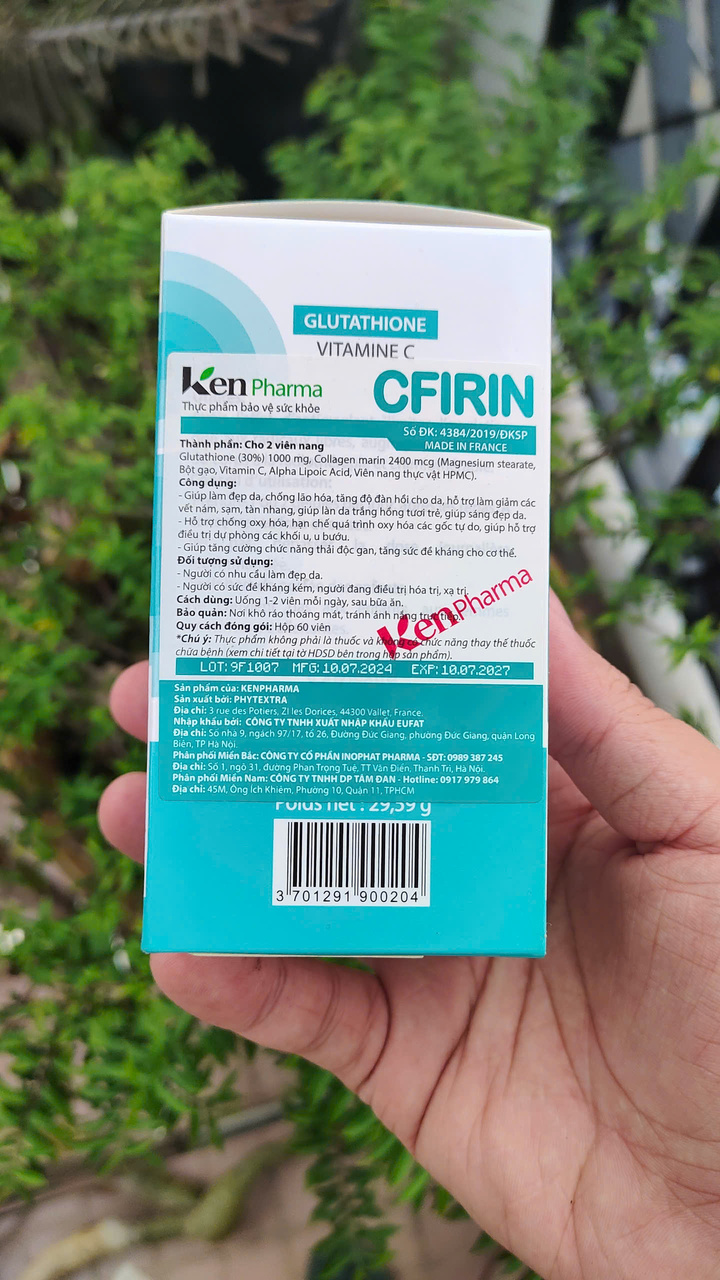 GLUTATHIONE
VITAMINE C
KenPharma
Thực phẩm bảo vệ sức khỏe
CFIRIN
Số ĐK: 4384/2019/ĐKSP
MADE IN FRANCE
Thành phần: Cho 2 viên nang
Glutathione (30%) 1000 mg, Collagen marin 2400 mcg (Magnesium stearate,
Bột gạo, Vitamin C, Alpha Lipoic Acid, Viên nang thực vật HPMC).
Công dụng:
- Giúp làm đẹp da, chống lão hóa, tăng độ đàn hồi cho da, hỗ trợ làm giảm các
vết nám, sạm, tàn nhang, giúp làn da trắng hồng tươi trẻ, giúp sáng đẹp da.
- Hỗ trợ chống oxy hóa, hạn chế quá trình oxy hóa các gốc tự do, giúp hỗ trợ
điều trị dự phòng các khối u, u bướu.
- Giúp tăng cường chức năng thải độc gan, tăng sức đề kháng cho cơ thể.
Đối tượng sử dụng:
- Người có nhu cầu làm đẹp da.
- Người có sức đề kháng kém, người đang điều trị hóa trị, xạ trị.
Cách dùng: Uống 1-2 viên mỗi ngày, sau bữa ăn.
Bảo quản: Nơi khô ráo thoáng mát, tránh ánh nắng trực tiếp.
KenPharma
Quy cách đóng gói: Hộp 60 viên
*Chú ý: Thực phẩm không phải là thuốc và không có chức năng thay thế thuốc
chữa bệnh (xem chi tiết tại tờ HDSD bên trong hộp sản phẩm).
LOT: 9F1007 MFG: 10.07.2024 EXP: 10.07.2027
Sản phẩm của: KENPHARMA
Sản xuất bởi: PHYTEXTRA
Địa chỉ: 3 rue des Potiers, ZI les Dorices, 44300 Vallet, France.
Nhập khẩu bởi: CÔNG TY TNHH XUẤT NHẬP KHẨU EUFAT
Địa chỉ: Số nhà 9, ngách 97/17, tổ 26, Đường Đức Giang, phường Đức Giang, quận Long
Biên, TP Hà Nội.
Phân phối Miền Bắc: CÔNG TY CỔ PHẦN INOPHAT PHARMA - SĐT: 0989 387 245
Địa chỉ: Số 1, ngõ 31, đường Phan Trọng Tuệ, TT Văn Điển, Thanh Trì, Hà Nội.
Phân phối Miền Nam: CÔNG TY TNHH DP TÂM ĐAN - Hotline: 0917 979 864
Địa chỉ: 45M, Ông Ích Khiêm, Phường 10, Quận 11, TPHCM
Poids net : 29,59 g
3 701291 900204